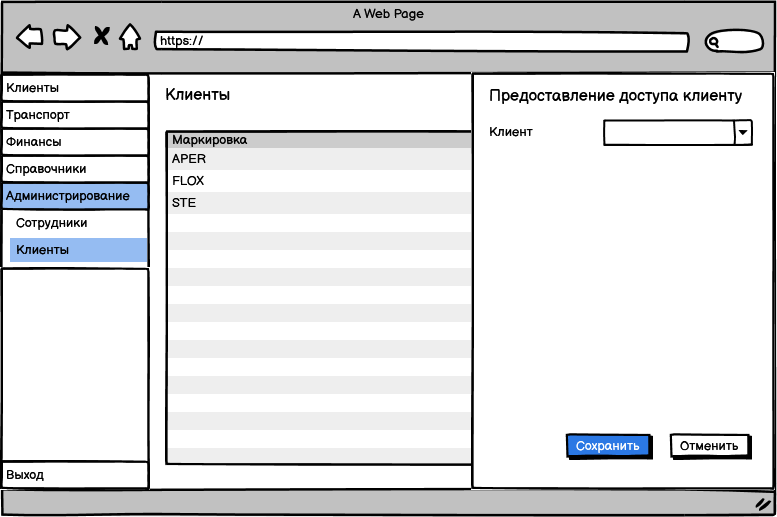 A Web Page
https://
Клиенты
Транспорт
Финансы
Справочники
Администрирование
Сотрудники
Клиенты
Выход
Клиенты
Маркировка
APER
FLOX
STE
Предоставление доступа клиенту
Клиент
Сохранить
Отменить